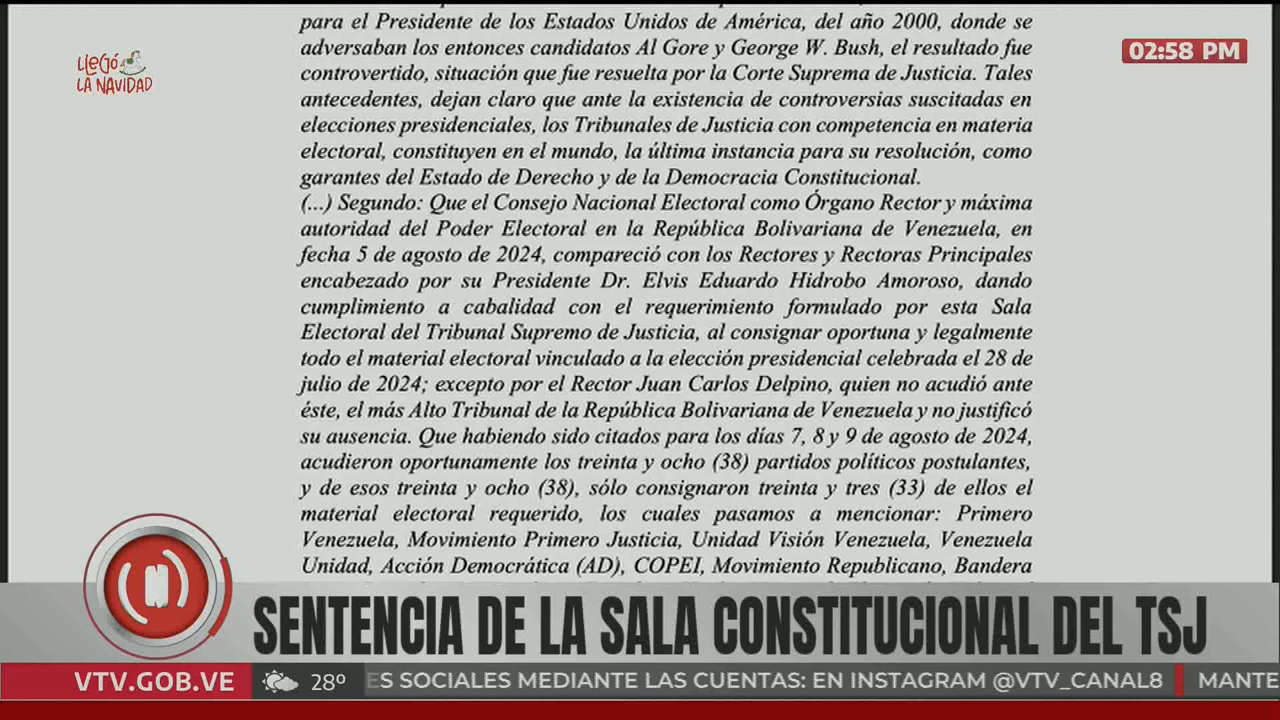 para el Presidente de los Estados Unidos de América, del año 2000, donde se
adversaban los entonces candidatos Al Gore y George W. Bush, el resultado fue
controvertido, situación que fue resuelta por la Corte Suprema de Justicia. Tales
antecedentes, dejan claro que ante la existencia de controversias suscitadas en
elecciones presidenciales, los Tribunales de Justicia con competencia en materia
electoral, constituyen en el mundo, la última instancia para su resolución, como
garantes del Estado de Derecho y de la Democracia Constitucional.
(...) Segundo: Que el Consejo Nacional Electoral como Órgano Rector y máxima
autoridad del Poder Electoral en la República Bolivariana de Venezuela, en
fecha 5 de agosto de 2024, compareció con los Rectores y Rectoras Principales
encabezado por su Presidente Dr. Elvis Eduardo Hidrobo Amoroso, dando
cumplimiento a cabalidad con el requerimiento formulado por esta Sala
Electoral del Tribunal Supremo de Justicia, al consignar oportuna y legalmente
todo el material electoral vinculado a la elección presidencial celebrada el 28 de
julio de 2024; excepto por el Rector Juan Carlos Delpino, quien no acudió ante
éste, el más Alto Tribunal de la República Bolivariana de Venezuela y no justificó
su ausencia. Que habiendo sido citados para los días 7, 8 y 9 de agosto de 2024,
acudieron oportunamente los treinta y ocho (38) partidos políticos postulantes,
y de esos treinta y ocho (38), sólo consignaron treinta y tres (33) de ellos el
material electoral requerido, los cuales pasamos a mencionar: Primero
Venezuela, Movimiento Primero Justicia, Unidad Visión Venezuela, Venezuela
Unidad, Acción Democrática (AD), COPEI, Movimiento Republicano, Bandera
LLEGÓ
LA NAVIDAD
02:58 PM
SENTENCIA DE LA SALA CONSTITUCIONAL DEL TSJ
VTV.GOB.VE
28°
ES SOCIALES MEDIANTE LAS CUENTAS: EN INSTAGRAM @VTV_CANAL8 MANTE